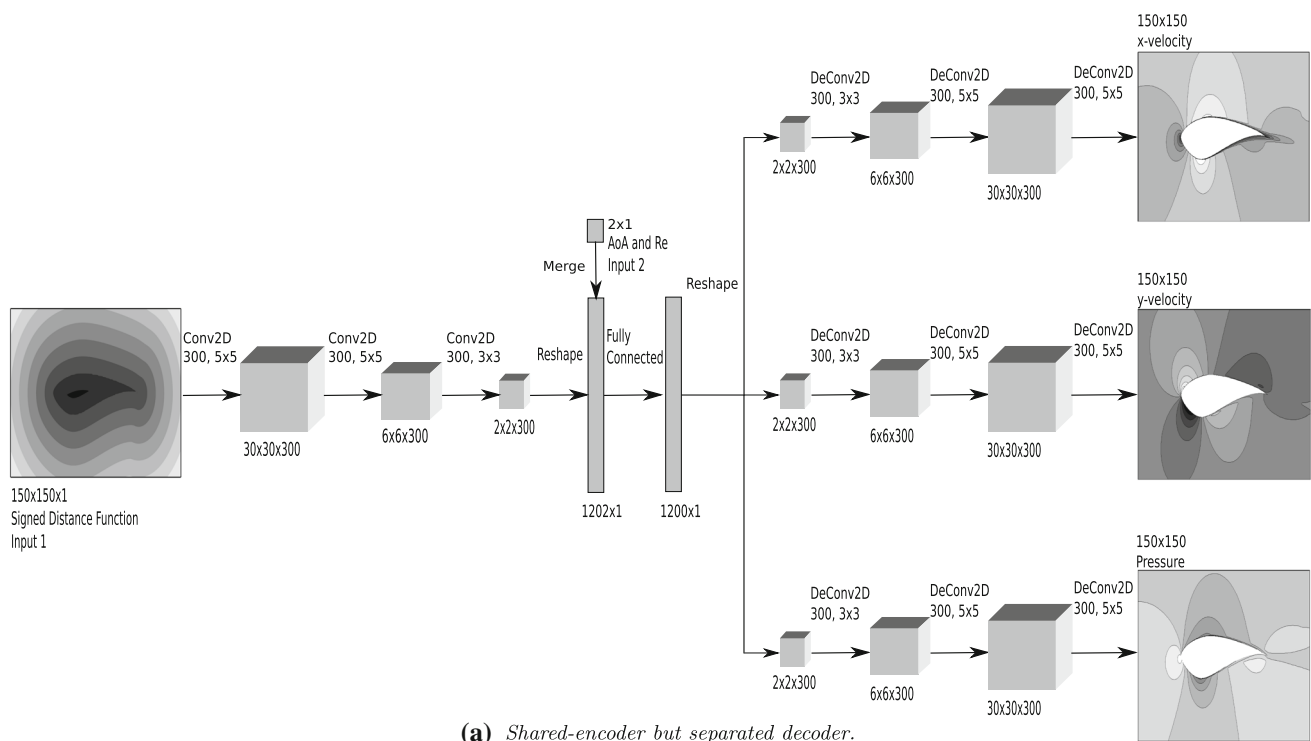 150x150
x-velocity
DeConv2D
300, 3x3
DeConv2D
300, 5x5
DeConv2D
300, 5x5
2x2x300
6x6x300
30x30x300
2x1
AoA and Re
Input 2
Merge
Reshape
150x150
y-velocity
Conv2D
300, 5x5
Conv2D
300, 5x5
Conv2D
300, 3x3
Reshape
Fully
Connected
DeConv2D
300, 3x3
DeConv2D
300, 5x5
DeConv2D
300, 5x5
30x30x300
6x6x300
2x2x300
2x2x300
6x6x300
30x30x300
150x150x1
Signed Distance Function
Input 1
1202x1
1200x1
150x150
Pressure
DeConv2D
300, 3x3
DeConv2D
300, 5x5
DeConv2D
300, 5x5
2x2x300
6x6x300
30x30x300
(a) Shared-encoder but separated decoder.